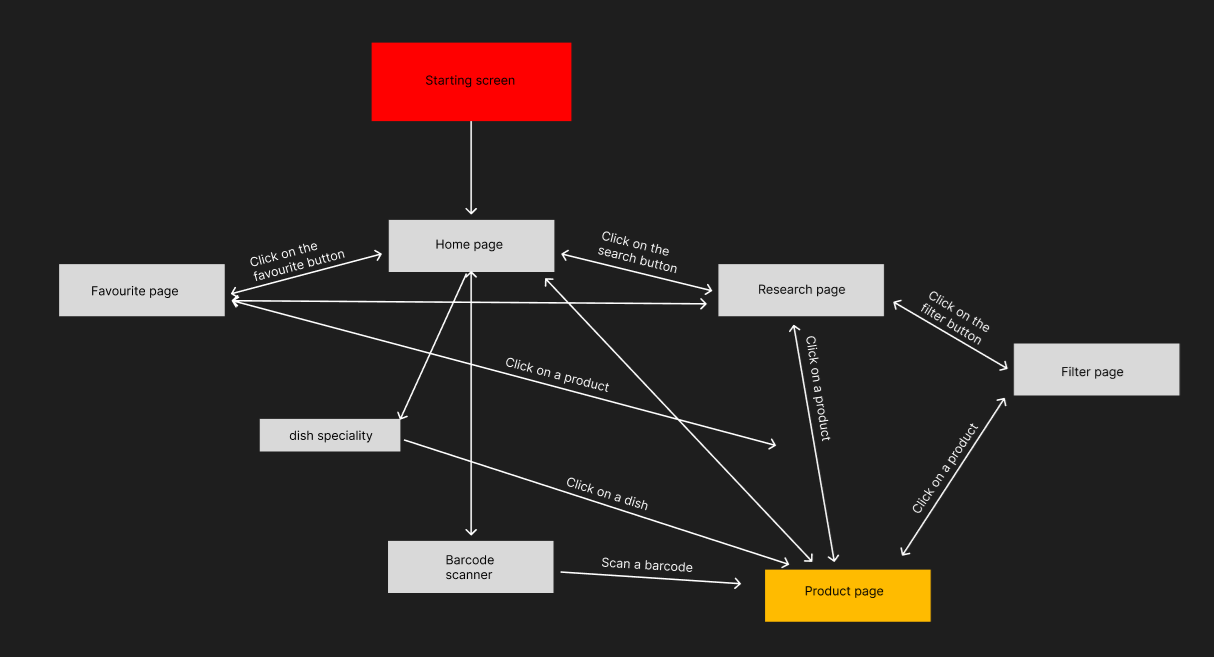 Starting screen
Home page
Click on the
favourite button
Click on the
search button
Favourite page
Research page
Click on the
filter button
Filter page
Click on a product
Click on a product
dish speciality
Click on a product
Click on a dish
Barcode
scanner
Scan a barcode
Product page